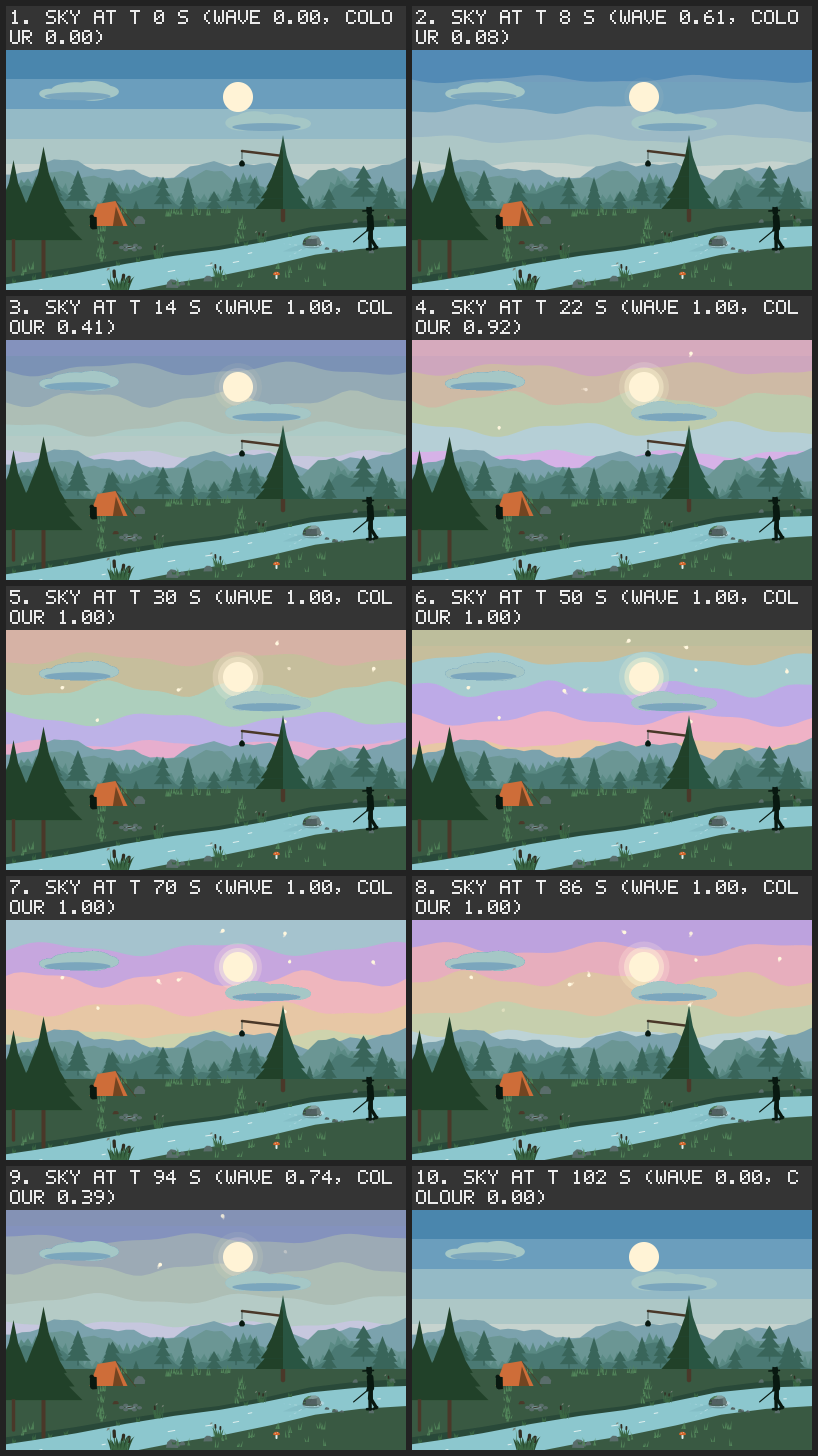 1. SKY AT T 0 S (WAVE 0.00, COLO
UR 0.00)
2. SKY AT T 8 S (WAVE 0.61, COLO
UR 0.08)
3. SKY AT T 14 S (WAVE 1.00, COL
OUR 0.41)
4. SKY AT T 22 S (WAVE 1.00, COL
OUR 0.92)
5. SKY AT T 30 S (WAVE 1.00, COL
OUR 1.00)
6. SKY AT T 50 S (WAVE 1.00, COL
OUR 1.00)
7. SKY AT T 70 S (WAVE 1.00, COL
OUR 1.00)
8. SKY AT T 86 S (WAVE 1.00, COL
OUR 1.00)
9. SKY AT T 94 S (WAVE 0.74, COL
OUR 0.39)
10. SKY AT T 102 S (WAVE 0.00, C
OLOUR 0.00)